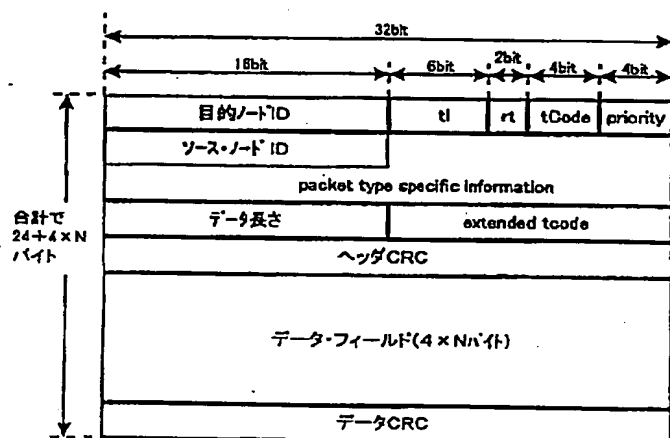 32bit
16bit 6bit 2bit 4bit 4bit
目的ノードID tl rt tCode priority
ソース・ノードID
packet type specific information
データ長さ extended tcode
ヘッダCRC
データ・フィールド(4×Nバイト)
データCRC
合計で
24+4×N
バイト